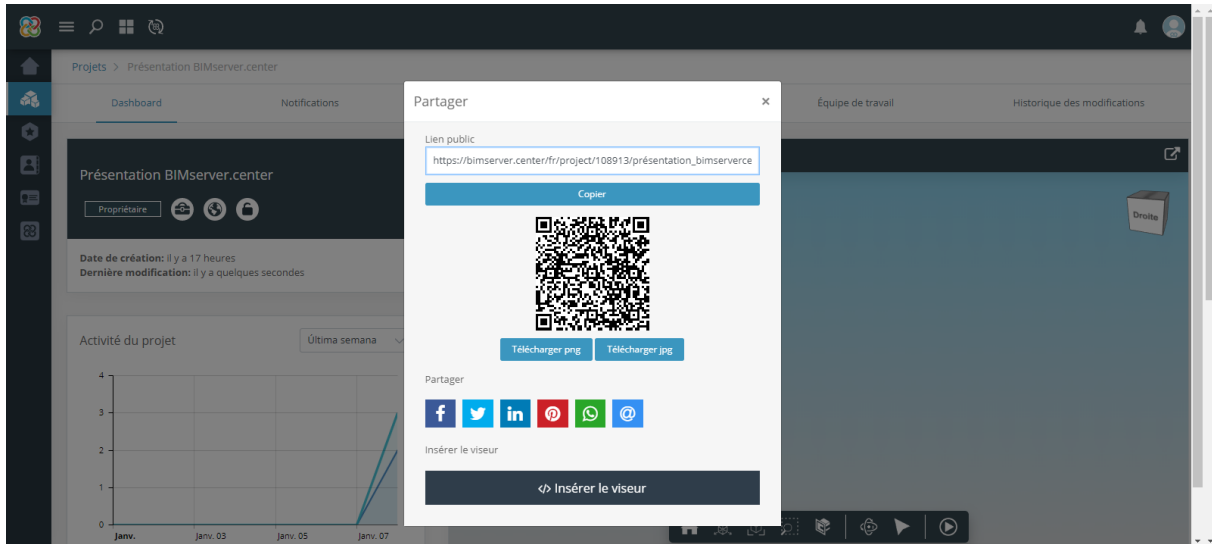 Projets > Présentation BIMserver.center
Dashboard
Notifications
Équipe de travail
Historique des modifications
Présentation BIMserver.center
Propriétaire
Date de création: il y a 17 heures
Dernière modification: il y a quelques secondes
Activité du projet
Última semana
4
3
2
1
0
Janv.
Janv. 03
Janv. 05
Janv. 07
Partager
×
Lien public
https://bimserver.center/fr/project/108913/présentation_bimserverce
Copier
Télécharger png
Télécharger jpg
Partager
Insérer le viseur
</> Insérer le viseur
Droite